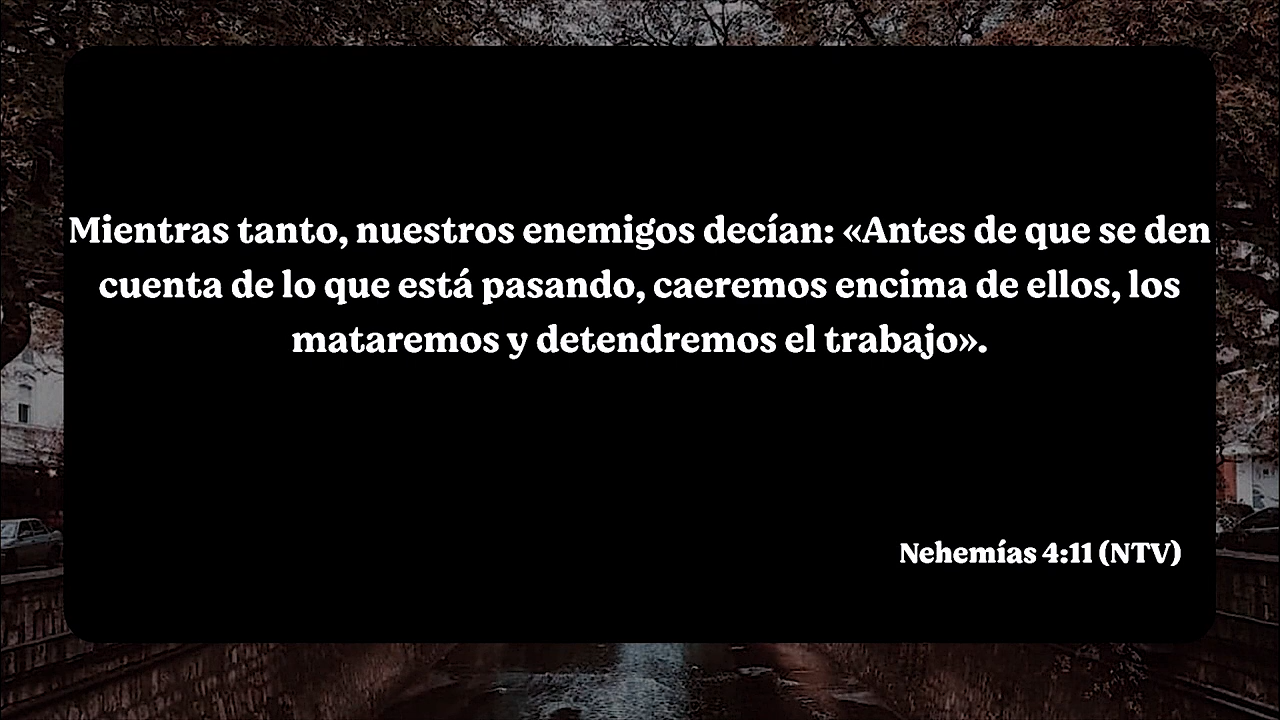 Mientras tanto, nuestros enemigos decían: «Antes de que se den
cuenta de lo que está pasando, caeremos encima de ellos, los
mataremos y detendremos el trabajo».
Nehemías 4:11 (NTV)